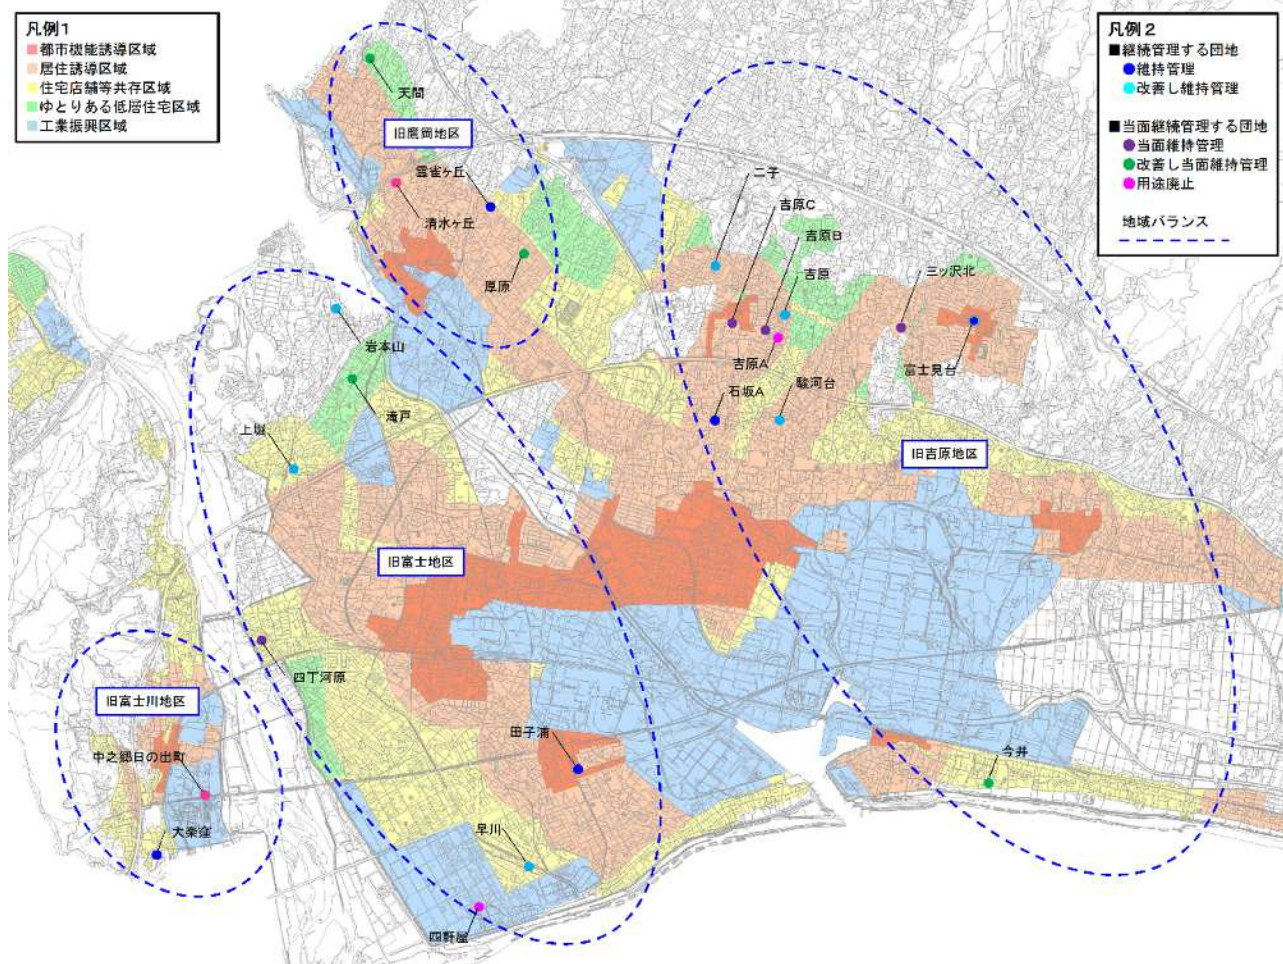 凡例1
都市機能誘導区域
居住誘導区域
住宅店舗等共存区域
ゆとりある低層住宅区域
工業振興区域
凡例2
■継続管理する団地
維持管理
改善し維持管理
■当面継続管理する団地
当面維持管理
改善し当面維持管理
用途廃止
地域バランス
天間
旧鷹岡地区
雲雀ヶ丘
清水ヶ丘
厚原
二子
吉原C
吉原B
吉原
三ッ沢北
吉原A
富士見台
石坂A
駿河台
岩本山
滝戸
上堀
旧吉原地区
旧富士地区
四丁河原
旧富士川地区
中之郷日の出町
田子浦
今井
大楽窪
早川
四軒屋